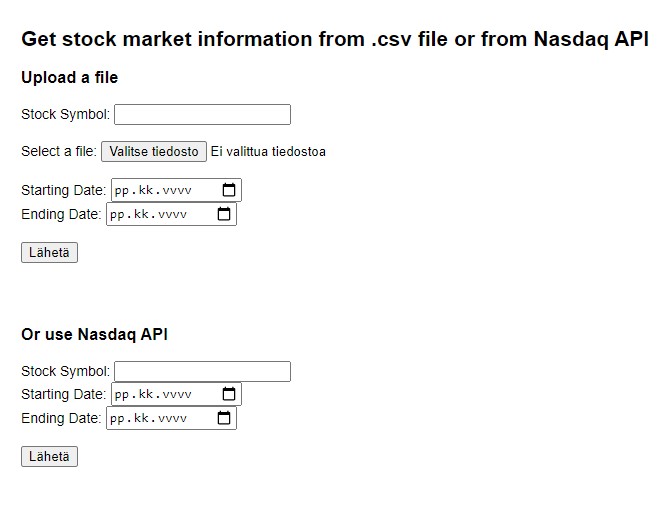 Get stock market information from .csv file or from Nasdaq API
Upload a file
Stock Symbol:
Select a file: Valitse tiedosto Ei valittua tiedostoa
Starting Date: pp.kk.vvvv
Ending Date: pp.kk.vvvv
Lähetä
Or use Nasdaq API
Stock Symbol:
Starting Date: pp.kk.vvvv
Ending Date: pp.kk.vvvv
Lähetä